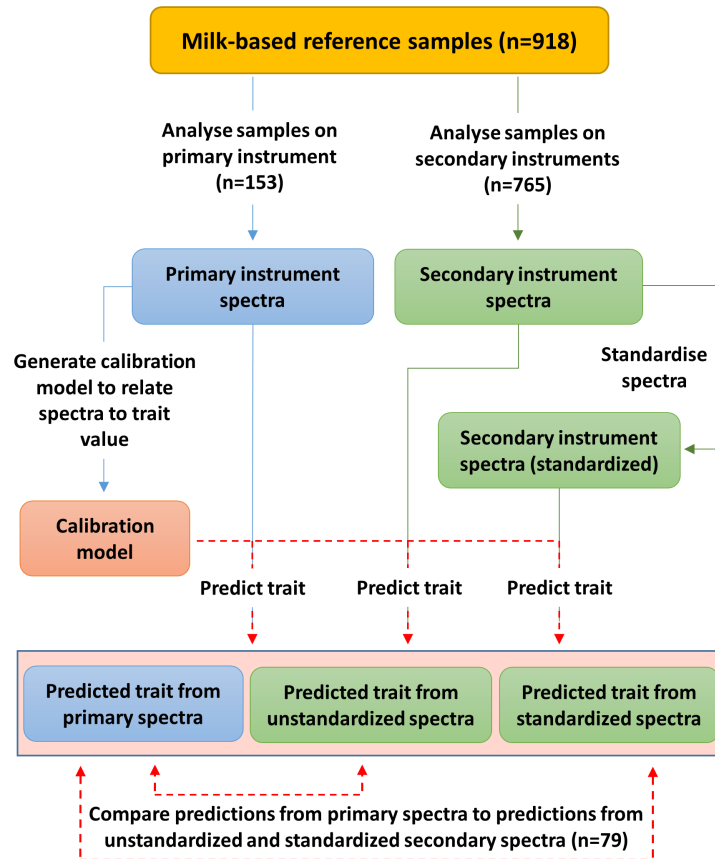 Milk-based reference samples (n=918)
Analyse samples on
primary instrument
(n=153)
Analyse samples on
secondary instruments
(n=765)
Primary instrument
spectra
Secondary instrument
spectra
Generate calibration
model to relate
spectra to trait
value
Standardise
spectra
Secondary instrument
spectra (standardized)
Calibration
model
Predict trait
Predict trait
Predict trait
Predicted trait from
primary spectra
Predicted trait from
unstandardized spectra
Predicted trait from
standardized spectra
Compare predictions from primary spectra to predictions from
unstandardized and standardized secondary spectra (n=79)